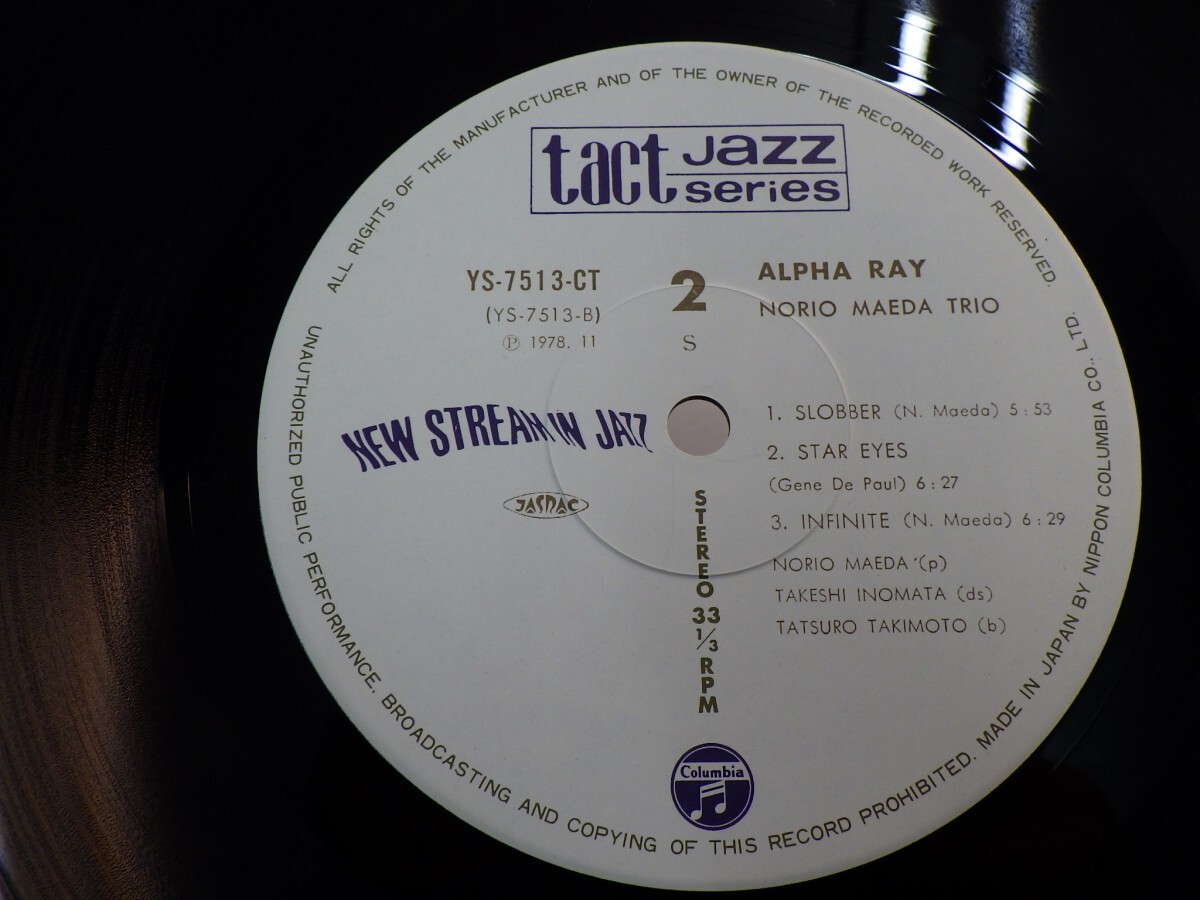 ALL RIGHTS OF THE MANUFACTURER AND OF THE OWNER OF THE RECORDED WORK RESERVED.
tact jazz
series
YS-7513-CT
(YS-7513-B)
Ⓟ 1978. 11
2
S
ALPHA RAY
NORIO MAEDA TRIO
NEW STREAM IN JAZZ
JASRAC
1. SLOBBER (N. Maeda) 5:53
2. STAR EYES
(Gene De Paul) 6:27
3. INFINITE (N. Maeda) 6:29
NORIO MAEDA (p)
TAKESHI INOMATA (ds)
TATSURO TAKIMOTO (b)
STEREO 33 1/3 RPM
Columbia
UNAUTHORIZED PUBLIC PERFORMANCE, BROADCASTING AND COPYING OF THIS RECORD PROHIBITED. MADE IN JAPAN BY NIPPON COLUMBIA CO., LTD.